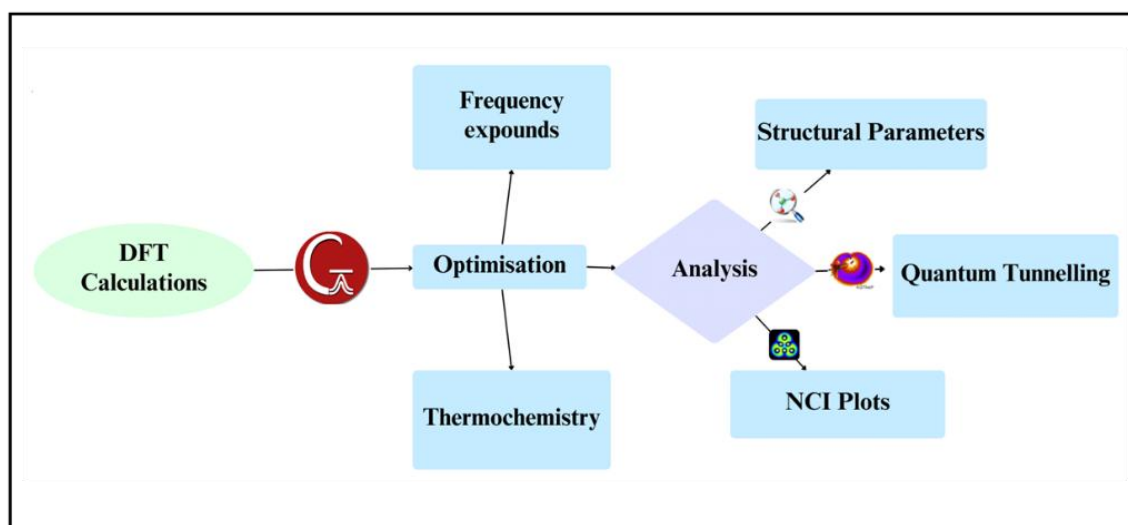 Frequency
expounds
Structural Parameters
DFT
Calculations
Optimisation
Analysis
Quantum Tunnelling
Thermochemistry
NCI Plots